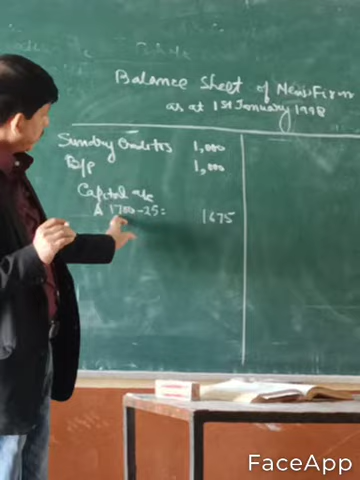 Balance Sheet of New Firm
as at 1st January 1998
Sundry Creditors 1,000
B/p 1,000
Capital a/c
A 1700-25= 1675
FaceApp